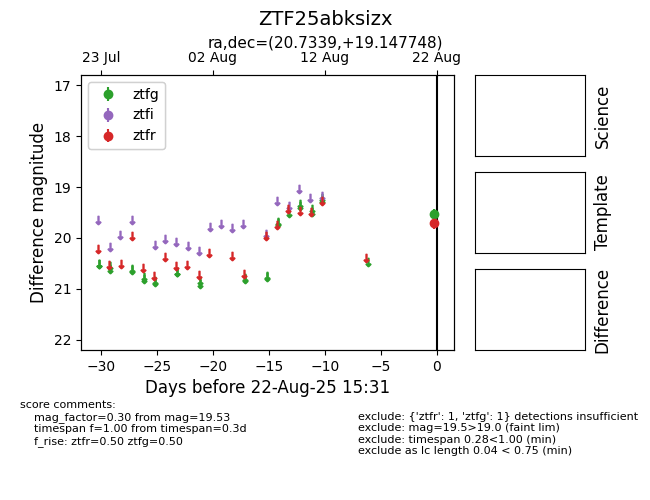 ZTF25abksizx
ra,dec=(20.7339,+19.147748)
23 Jul 02 Aug 12 Aug 22 Aug
17
18
19
20
21
22
Difference magnitude
ztfg
ztfi
ztfr
−30 −25 −20 −15 −10 −5 0
Days before 22-Aug-25 15:31
Science
Template
Difference
score comments:
mag_factor=0.30 from mag=19.53
timespan f=1.00 from timespan=0.3d
f_rise: ztfr=0.50 ztfg=0.50
exclude: {'ztfr': 1, 'ztfg': 1} detections insufficient
exclude: mag=19.5>19.0 (faint lim)
exclude: timespan 0.28<1.00 (min)
exclude as lc length 0.04 < 0.75 (min)